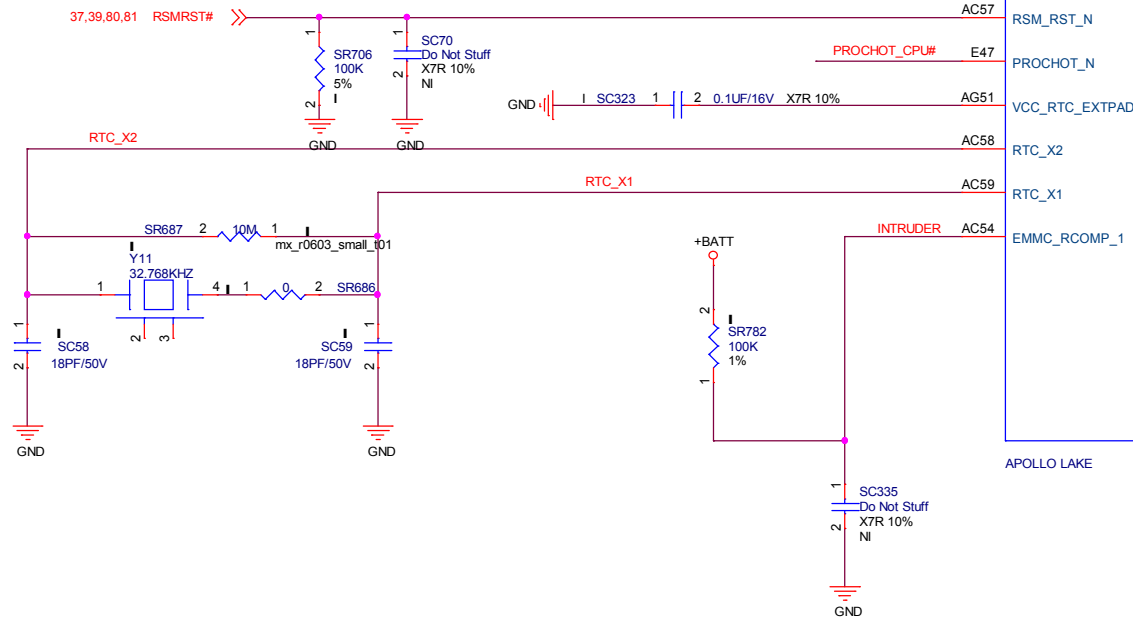 37,39,80,81 RSMRST#
AC57
RSM_RST_N
1
SR706
100K
5%
I
2
GND
1
SC70
Do Not Stuff
X7R 10%
2
NI
GND
PROCHOT_CPU#
E47
PROCHOT_N
GND
I
SC323
1
2
0.1UF/16V
X7R 10%
AG51
VCC_RTC_EXTPAD
RTC_X2
AC58
RTC_X2
RTC_X1
AC59
RTC_X1
INTRUDER
AC54
EMMC_RCOMP_1
SR687
2
10M
1
I
mx_r0603_small_t01
I
Y11
32.768KHZ
1
4
I
1
0
2
SR686
2
3
1
I
SC58
2
18PF/50V
GND
I
1
SC59
18PF/50V
2
GND
+BATT
2
I
SR782
100K
1%
1
APOLLO LAKE
1
SC335
Do Not Stuff
X7R 10%
2
NI
GND